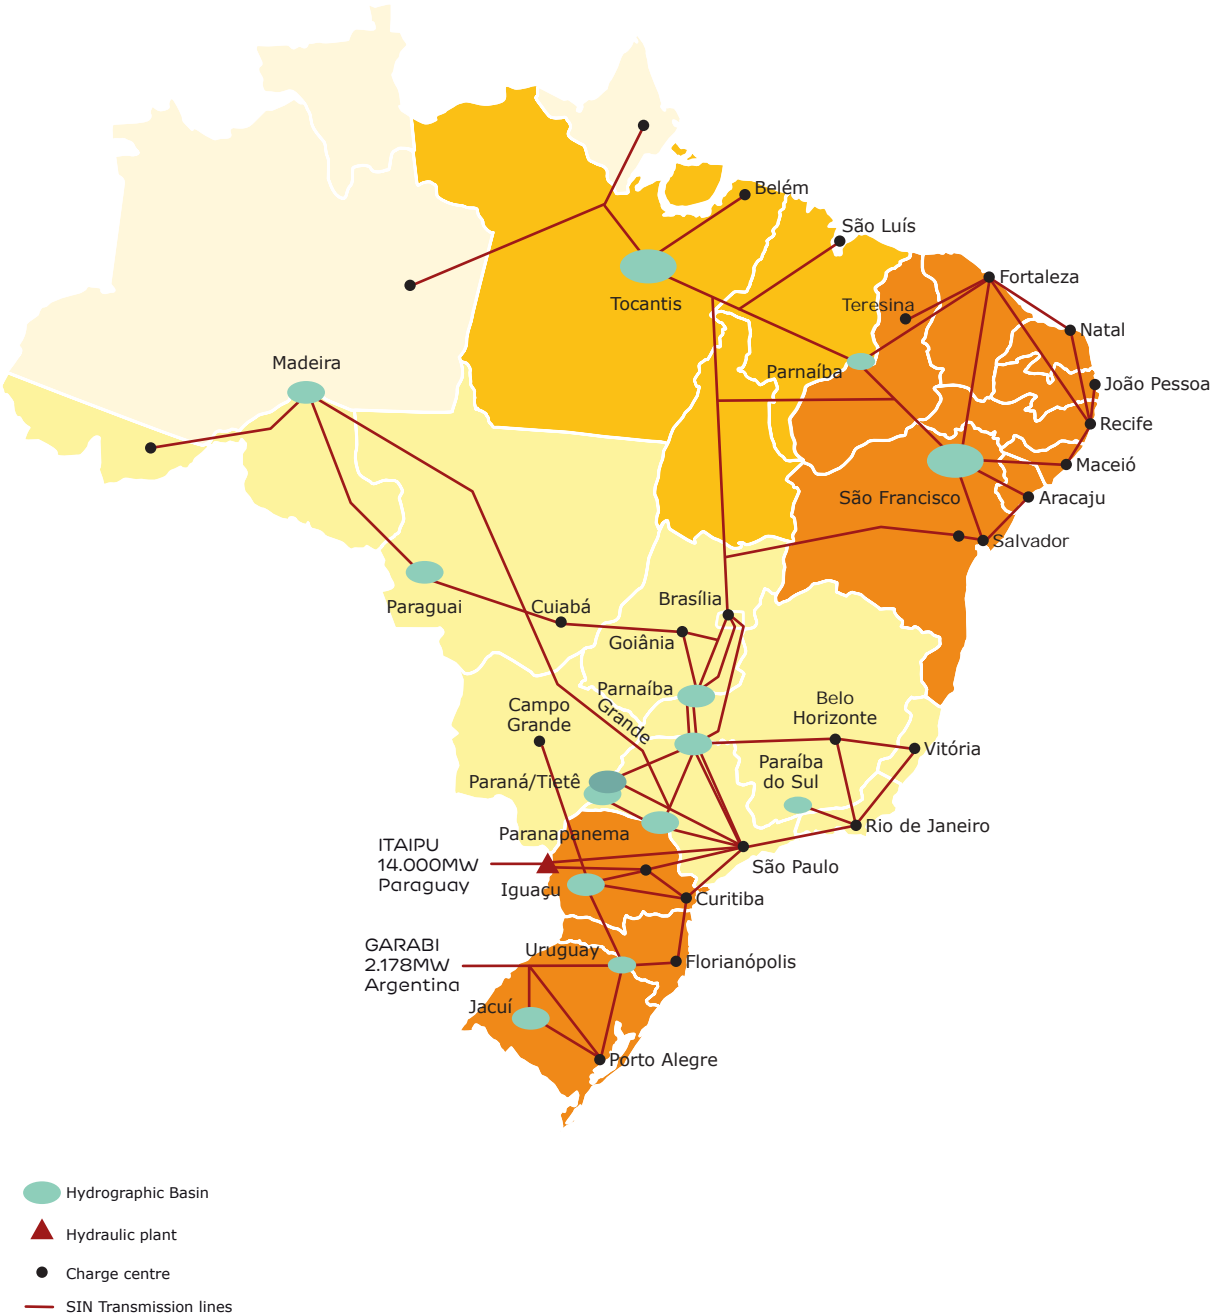 Belém
São Luís
Tocantis
Fortaleza
Teresina
Natal
Madeira
Parnaíba
João Pessoa
Recife
Maceió
São Francisco
Aracaju
Salvador
Paraguai
Cuiabá
Brasília
Goiânia
Parnaíba
Grande
Campo
Grande
Belo
Horizonte
Vitória
Paraíba
do Sul
Paraná/Tietê
Paranapanema
Rio de Janeiro
ITAIPU
14.000MW
Paraguay
São Paulo
Iguaçu
Curitiba
GARABI
2.178MW
Argentina
Uruguay
Florianópolis
Jacuí
Porto Alegre
Hydrographic Basin
Hydraulic plant
Charge centre
SIN Transmission lines